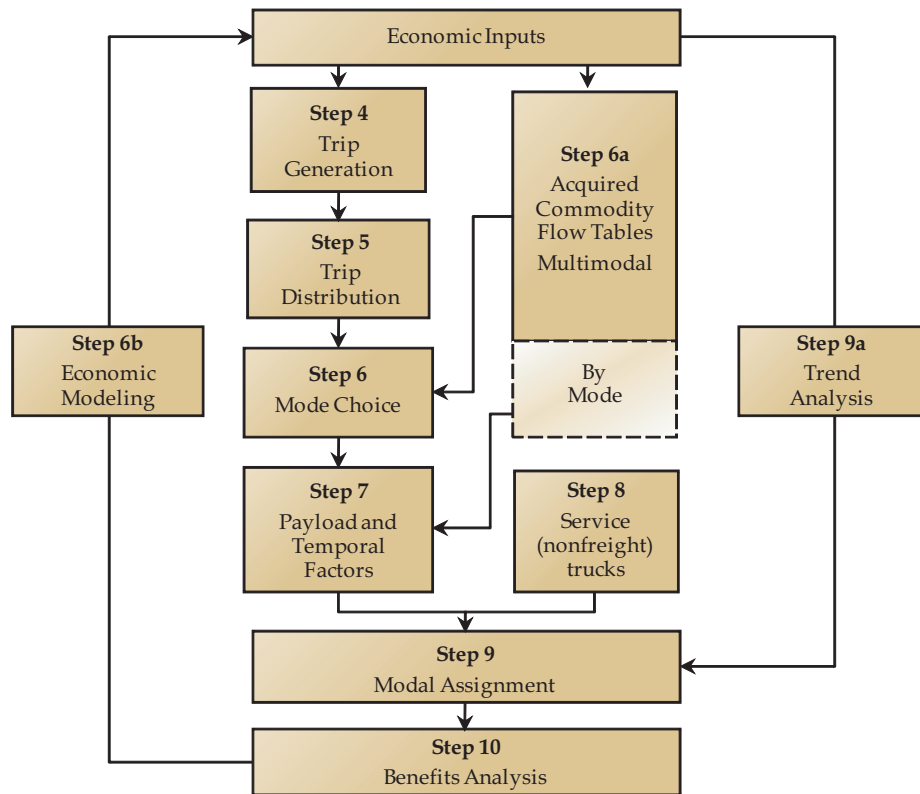 Economic Inputs
Step 4
Trip
Generation
Step 6a
Acquired
Commodity
Flow Tables
Multimodal
Step 5
Trip
Distribution
Step 6b
Economic
Modeling
Step 6
Mode Choice
By
Mode
Step 9a
Trend
Analysis
Step 7
Payload and
Temporal
Factors
Step 8
Service
(nonfreight)
trucks
Step 9
Modal Assignment
Step 10
Benefits Analysis